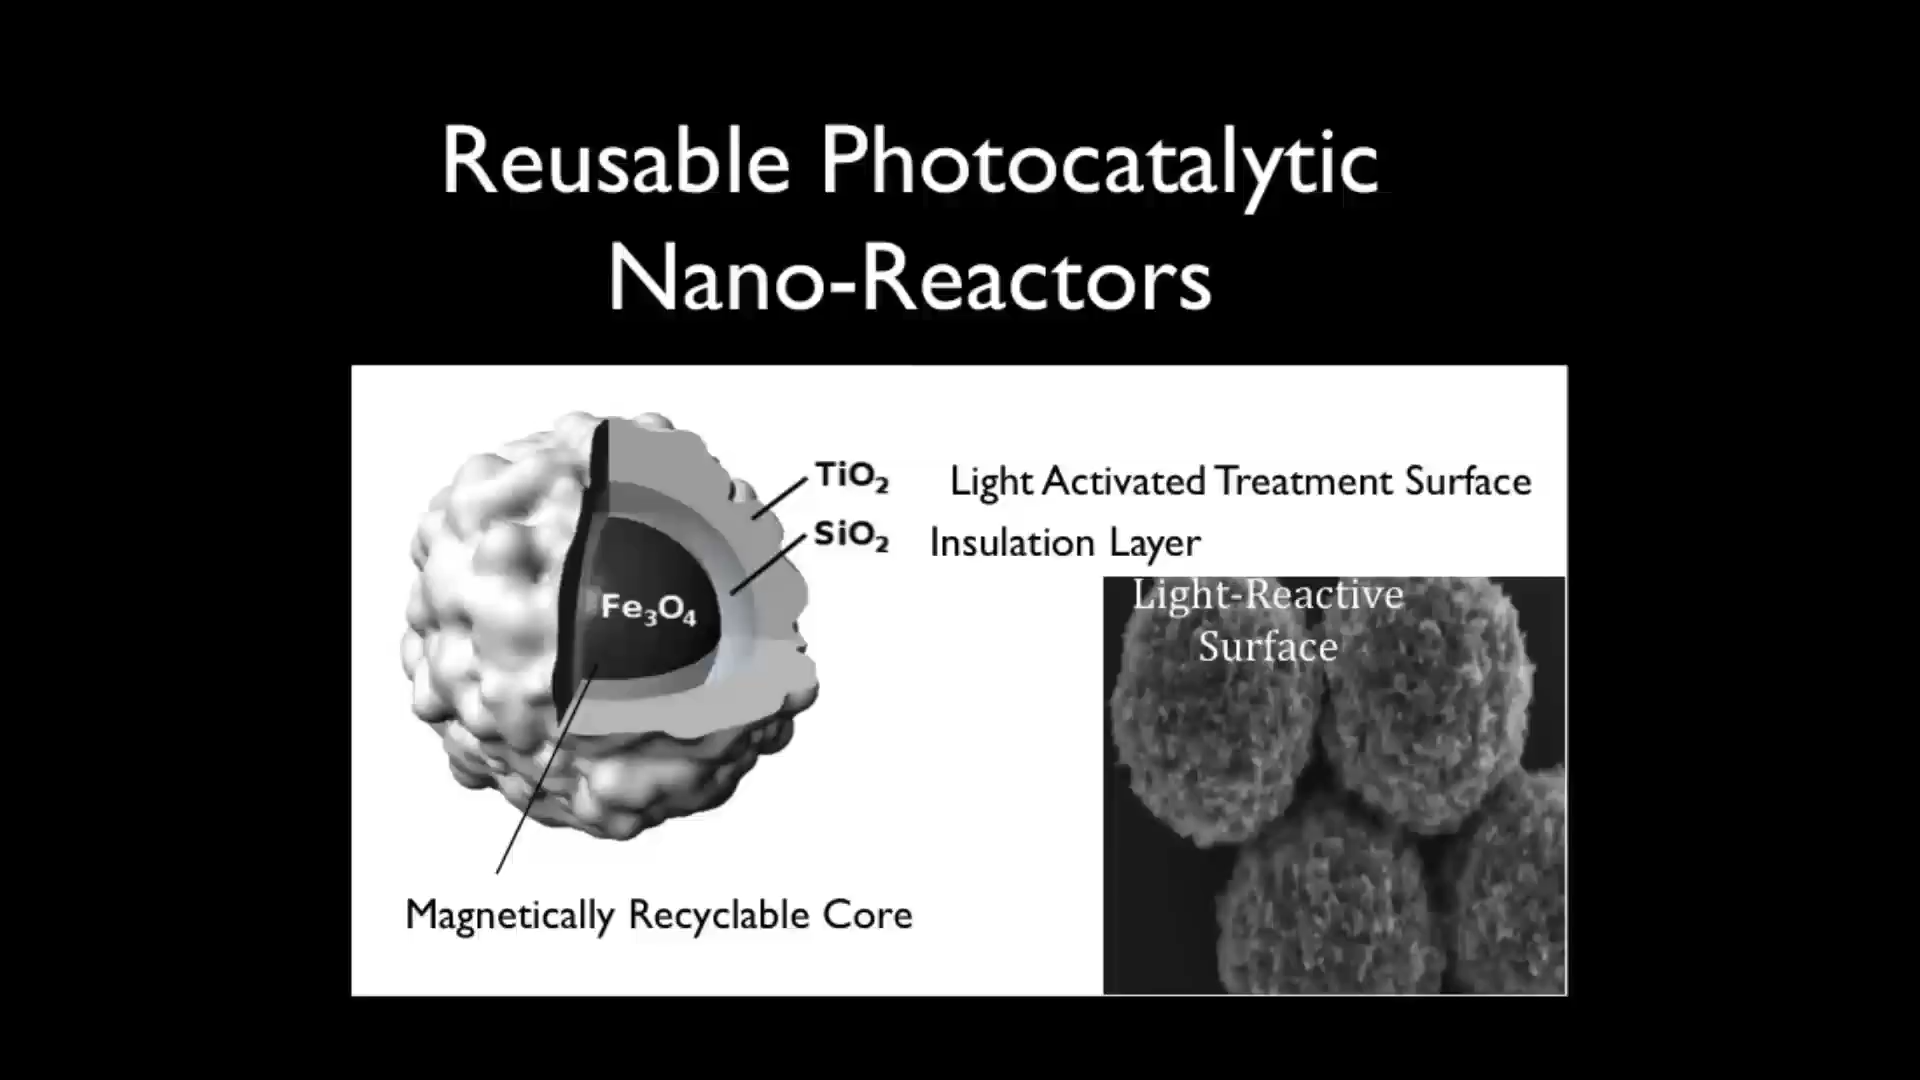 Reusable Photocatalytic
Nano-Reactors
TiO₂ Light Activated Treatment Surface
SiO₂ Insulation Layer
Fe₃O₄
Light-Reactive
Surface
Magnetically Recyclable Core